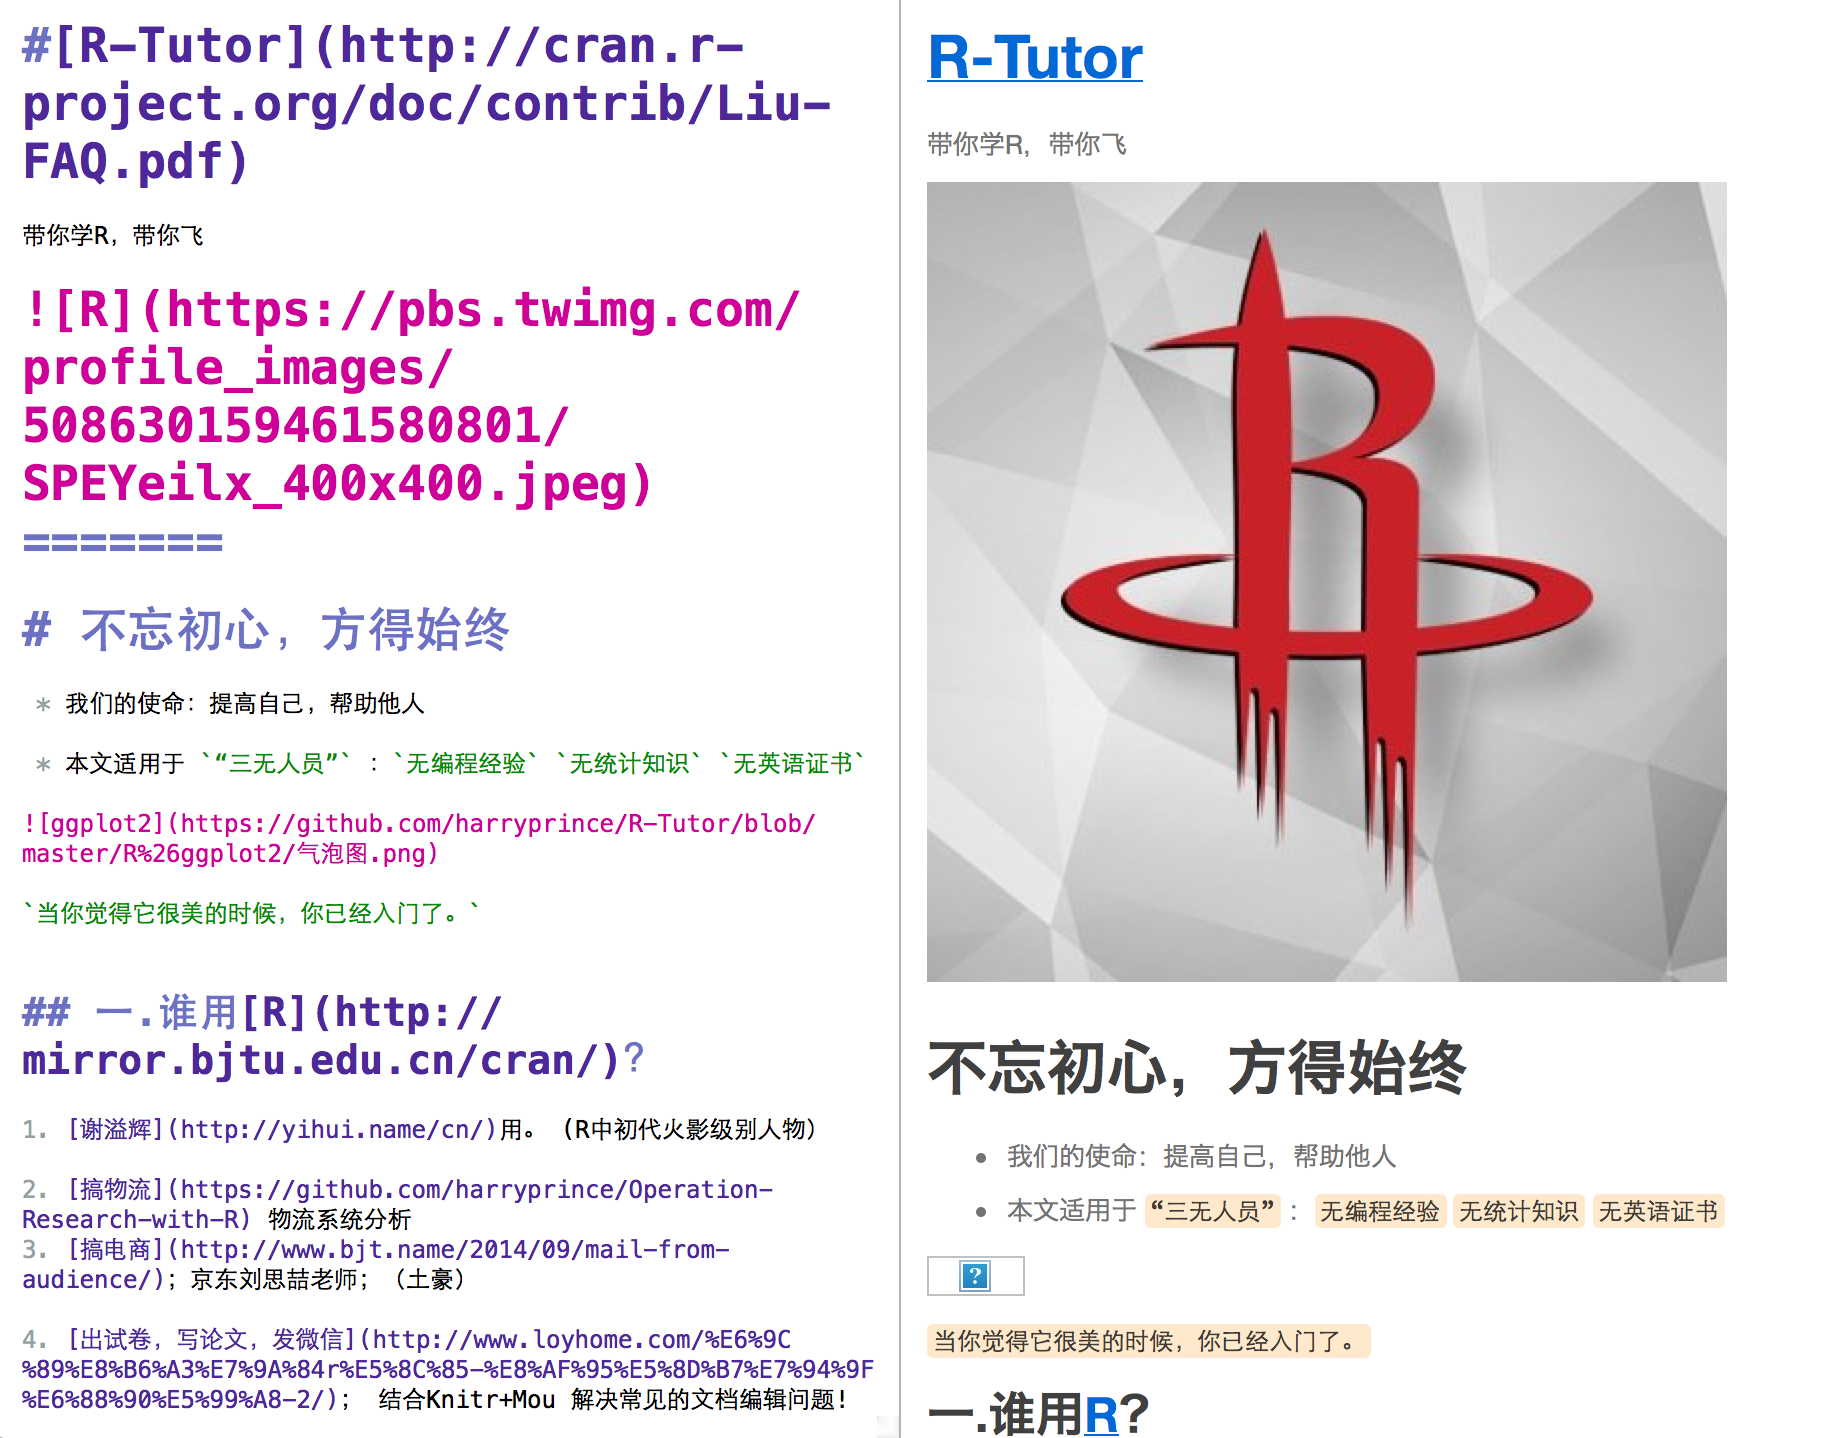 #[R-Tutor](http://cran.r-
project.org/doc/contrib/Liu-
FAQ.pdf)
带你学R，带你飞
![R](https://pbs.twimg.com/
profile_images/
508630159461580801/
SPEYeilx_400x400.jpeg)
=======
# 不忘初心，方得始终
* 我们的使命：提高自己，帮助他人
* 本文适用于 `“三无人员”` ：`无编程经验` `无统计知识` `无英语证书`
![ggplot2](https://github.com/harryprince/R-Tutor/blob/
master/R%26ggplot2/气泡图.png)
`当你觉得它很美的时候，你已经入门了。`
## 一.谁用[R](http://
mirror.bjtu.edu.cn/cran/)？
1. [谢溢辉](http://yihui.name/cn/)用。（R中初代火影级别人物）
2. [搞物流](https://github.com/harryprince/Operation-
Research-with-R) 物流系统分析
3. [搞电商](http://www.bjt.name/2014/09/mail-from-
audience/)；京东刘思喆老师；（土豪）
4. [出试卷，写论文，发微信](http://www.loyhome.com/%E6%9C
%89%E8%B6%A3%E7%9A%84r%E5%8C%85-%E8%AF%95%E5%8D%B7%E7%94%9F
%E6%88%90%E5%99%A8-2/)； 结合Knitr+Mou 解决常见的文档编辑问题！
R-Tutor
带你学R，带你飞
R
不忘初心，方得始终
• 我们的使命：提高自己，帮助他人
• 本文适用于 “三无人员” ： 无编程经验 无统计知识 无英语证书
?
当你觉得它很美的时候，你已经入门了。
一.谁用R？